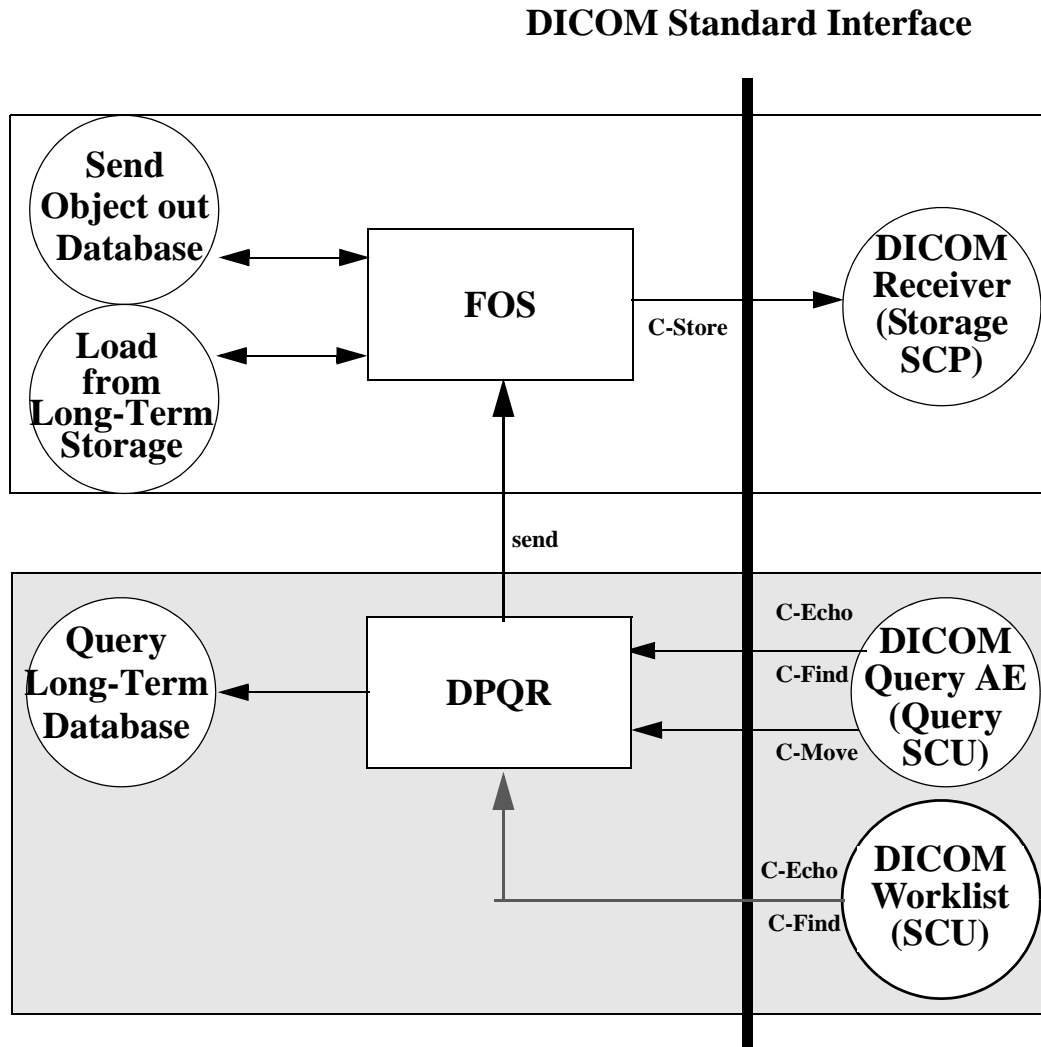 DICOM Standard Interface
Send
Object out
Database
Load
from
Long-Term
Storage
FOS
C-Store
DICOM
Receiver
(Storage
SCP)
send
Query
Long-Term
Database
DPQR
C-Echo
C-Find
C-Move
DICOM
Query AE
(Query
SCU)
C-Echo
C-Find
DICOM
Worklist
(SCU)